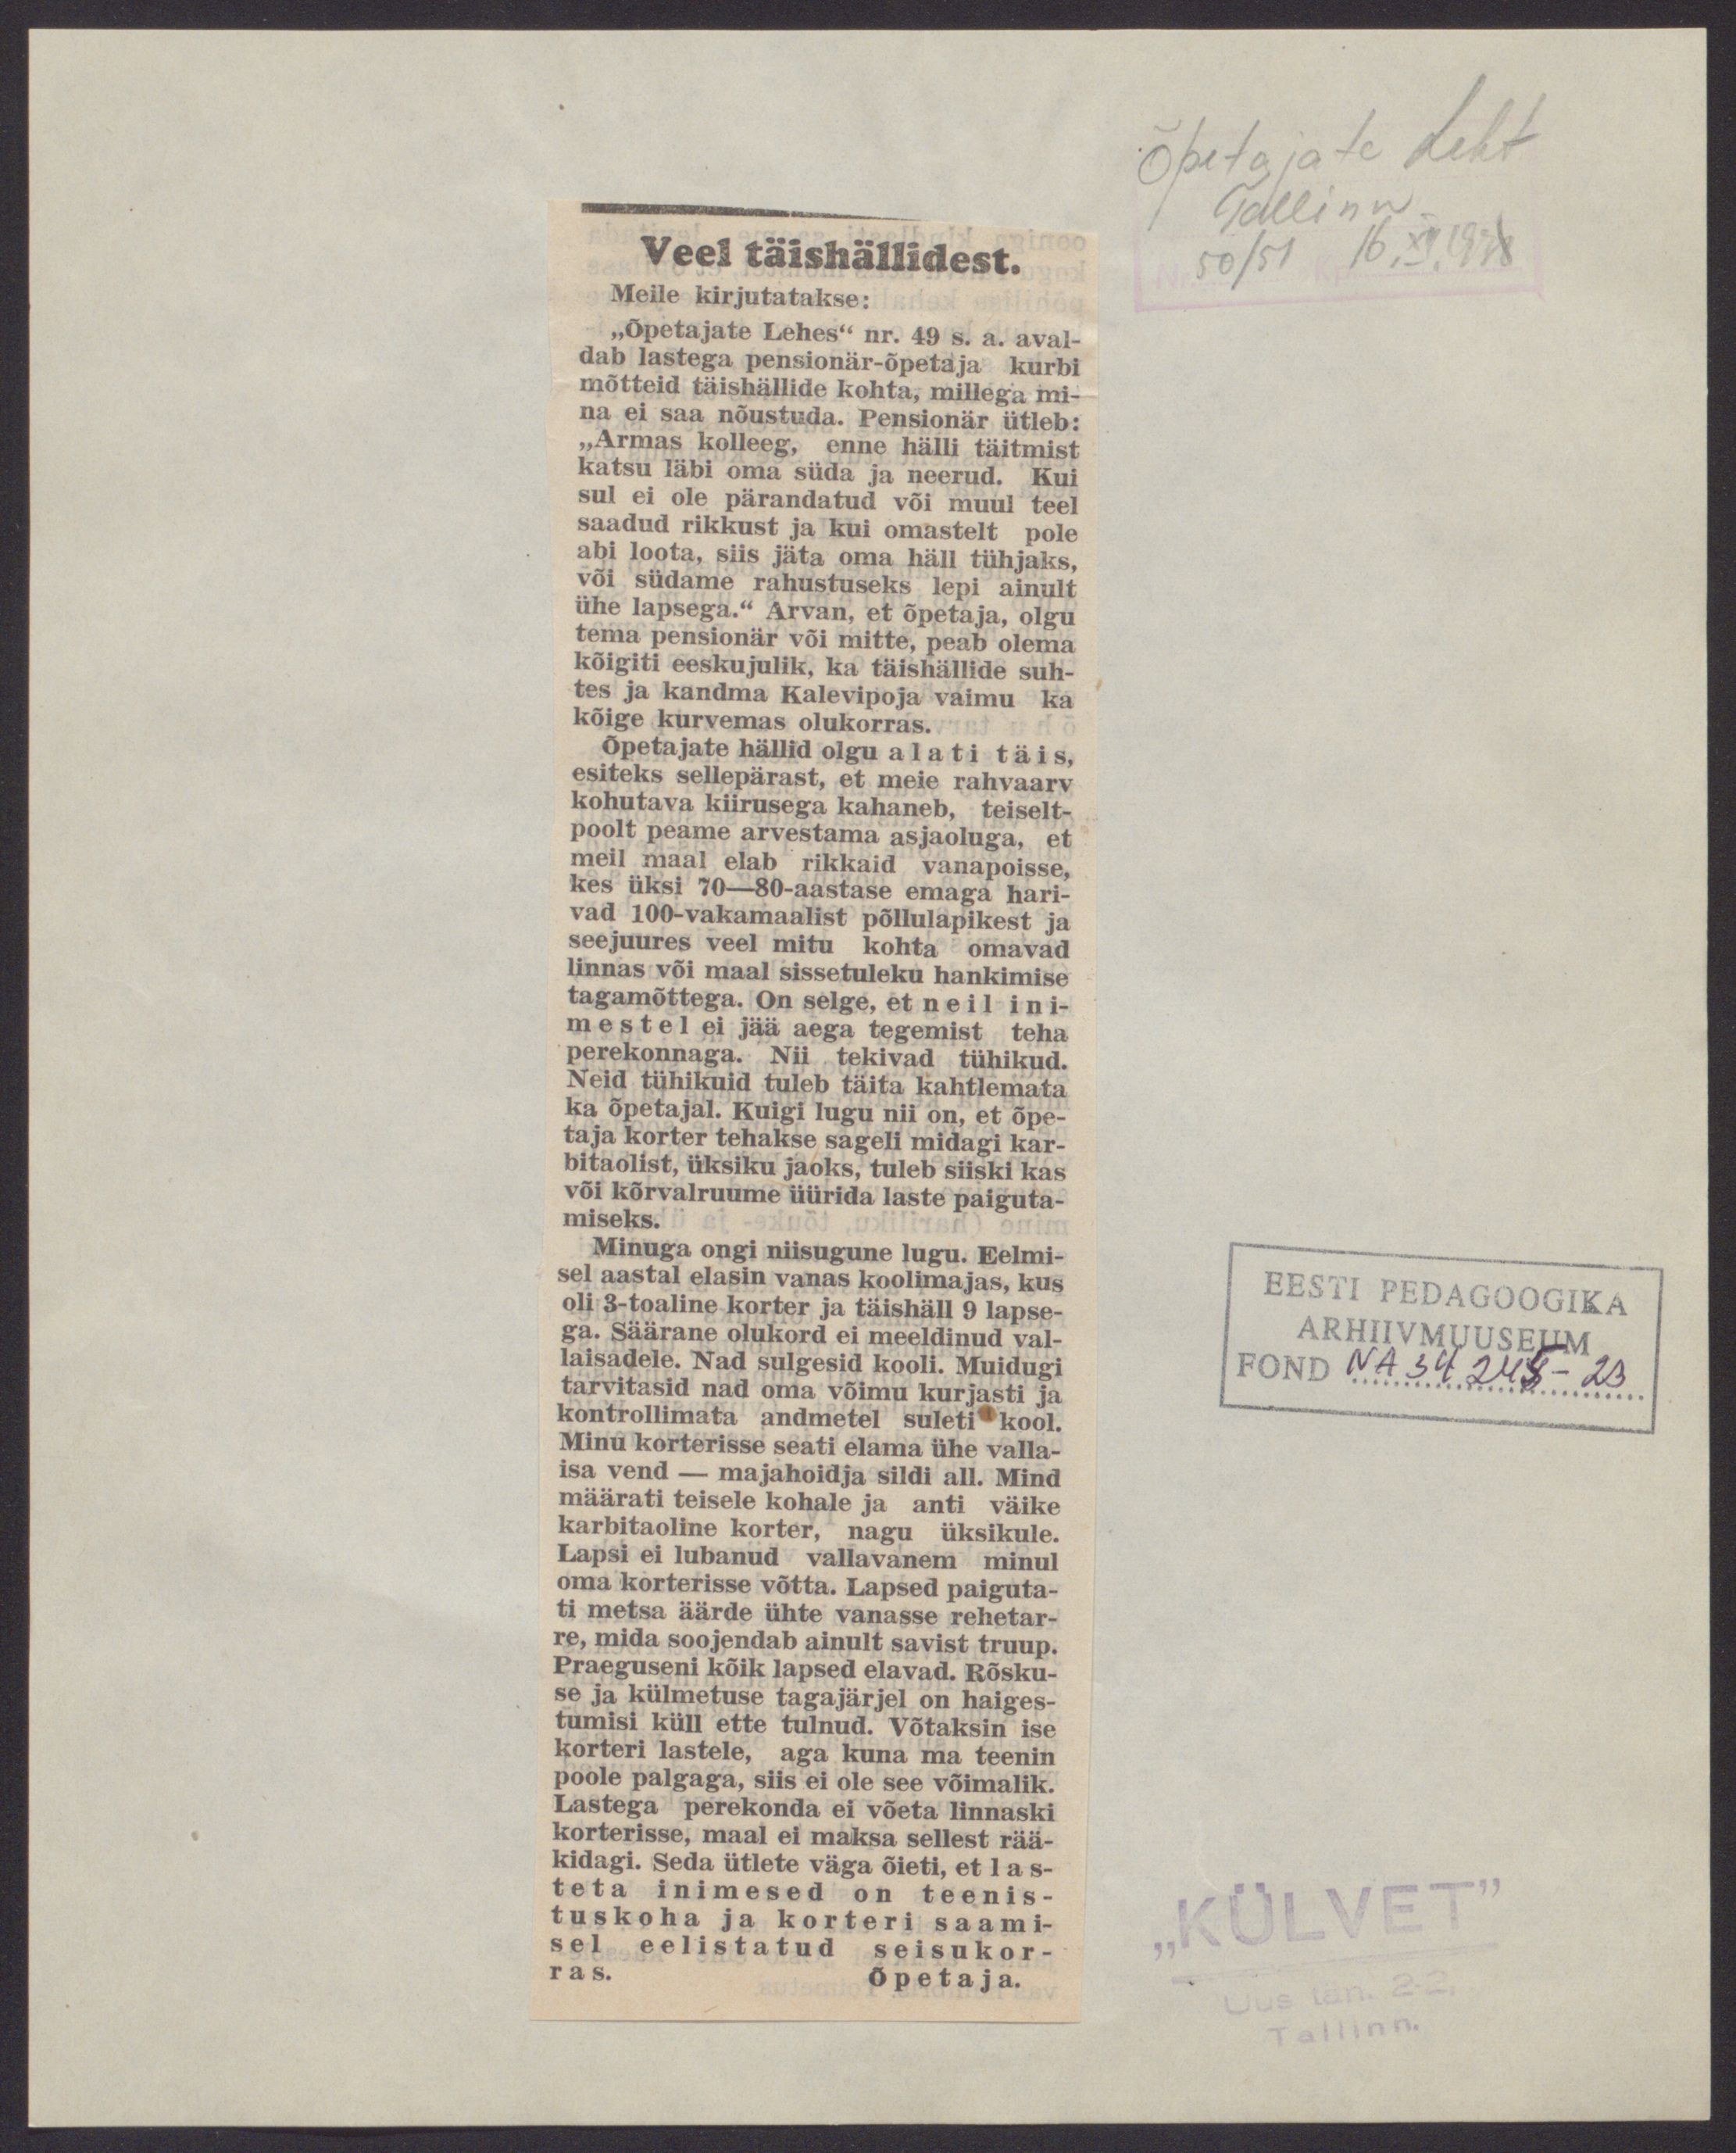 Õpetajate Leht
Tallinn
50/51 16. XII. 1938
Veel täishällidest.
Meile kirjutatakse:
„Õpetajate Lehes“ nr. 49 s. a. aval-
dab lastega pensionär-õpetaja kurbi
mõtteid täishällide kohta, millega mi-
na ei saa nõustuda. Pensionär ütleb:
„Armas kolleeg, enne hälli täitmist
katsu läbi oma süda ja neerud. Kui
sul ei ole pärandatud või muul teel
saadud rikkust ja kui omastelt pole
abi loota, siis jäta oma häll tühjaks,
või südame rahustuseks lepi ainult
ühe lapsega.“ Arvan, et õpetaja, olgu
tema pensionär või mitte, peab olema
kõigiti eeskujulik, ka täishällide suh-
tes ja kandma Kalevipoja vaimu ka
kõige kurvemas olukorras.
Õpetajate hällid olgu alati täis,
esiteks sellepärast, et meie rahvaarv
kohutava kiirusega kahaneb, teiselt-
poolt peame arvestama asjaoluga, et
meil maal elab rikkaid vanapoisse,
kes üksi 70—80-aastase emaga hari-
vad 100-vakamaalist põllulapikest ja
seejuures veel mitu kohta omavad
linnas või maal sissetuleku hankimise
tagamõttega. On selge, et neil ini-
mestel ei jää aega tegemist teha
perekonnaga. Nii tekivad tühikud.
Neid tühikuid tuleb täita kahtlemata
ka õpetajal. Kuigi lugu nii on, et õpe-
taja korter tehakse sageli midagi kar-
bitaolist, üksiku jaoks, tuleb siiski kas
või kõrvalruume üürida laste paiguta-
miseks.
Minuga ongi niisugune lugu. Eelmi-
sel aastal elasin vanas koolimajas, kus
oli 3-toaline korter ja täishäll 9 lapse-
ga. Säärane olukord ei meeldinud val-
laisadele. Nad sulgesid kooli. Muidugi
tarvitasid nad oma võimu kurjasti ja
kontrollimata andmetel suleti kool.
Minu korterisse seati elama ühe valla-
isa vend — majahoidja sildi all. Mind
määrati teisele kohale ja anti väike
karbitaoline korter, nagu üksikule.
Lapsi ei lubanud vallavanem minul
oma korterisse võtta. Lapsed paiguta-
ti metsa äärde ühte vanasse rehetar-
re, mida soojendab ainult savist truup.
Praeguseni kõik lapsed elavad. Rõsku-
se ja külmetuse tagajärjel on haiges-
tumisi küll ette tulnud. Võtaksin ise
korteri lastele, aga kuna ma teenin
poole palgaga, siis ei ole see võimalik.
Lastega perekonda ei võeta linnaski
korterisse, maal ei maksa sellest rää-
kidagi. Seda ütlete väga õieti, et las-
teta inimesed on teenis-
tuskoha ja korteri saami-
sel eelistatud seisukor-
ras. Õpetaja.
EESTI PEDAGOOGIKA
ARHIIVMUUSEUM
FOND NA 34 245 - 23
„KÜLVET”
Uus tän. 2-2,
Tallinn.